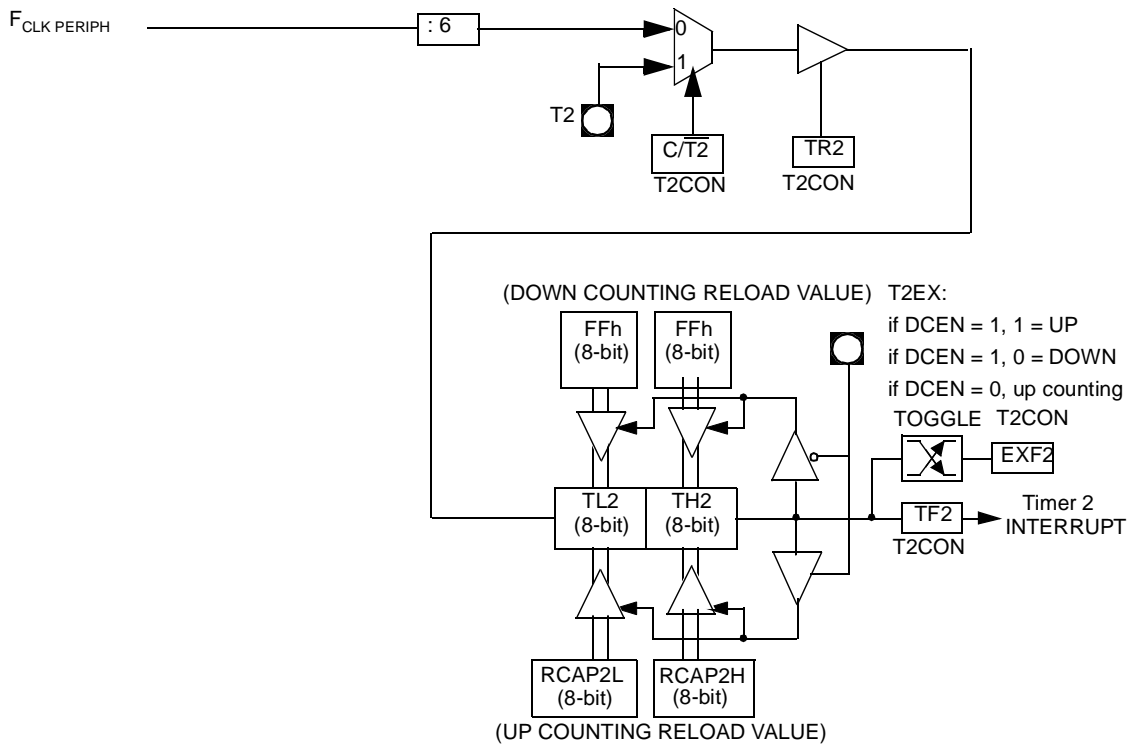 FCLK PERIPH
: 6
0
1
T2
C/T2
T2CON
TR2
T2CON
(DOWN COUNTING RELOAD VALUE)
T2EX:
if DCEN = 1, 1 = UP
if DCEN = 1, 0 = DOWN
if DCEN = 0, up counting
FFh
(8-bit)
FFh
(8-bit)
TOGGLE
T2CON
EXF2
TL2
(8-bit)
TH2
(8-bit)
TF2
T2CON
Timer 2
INTERRUPT
RCAP2L
(8-bit)
RCAP2H
(8-bit)
(UP COUNTING RELOAD VALUE)